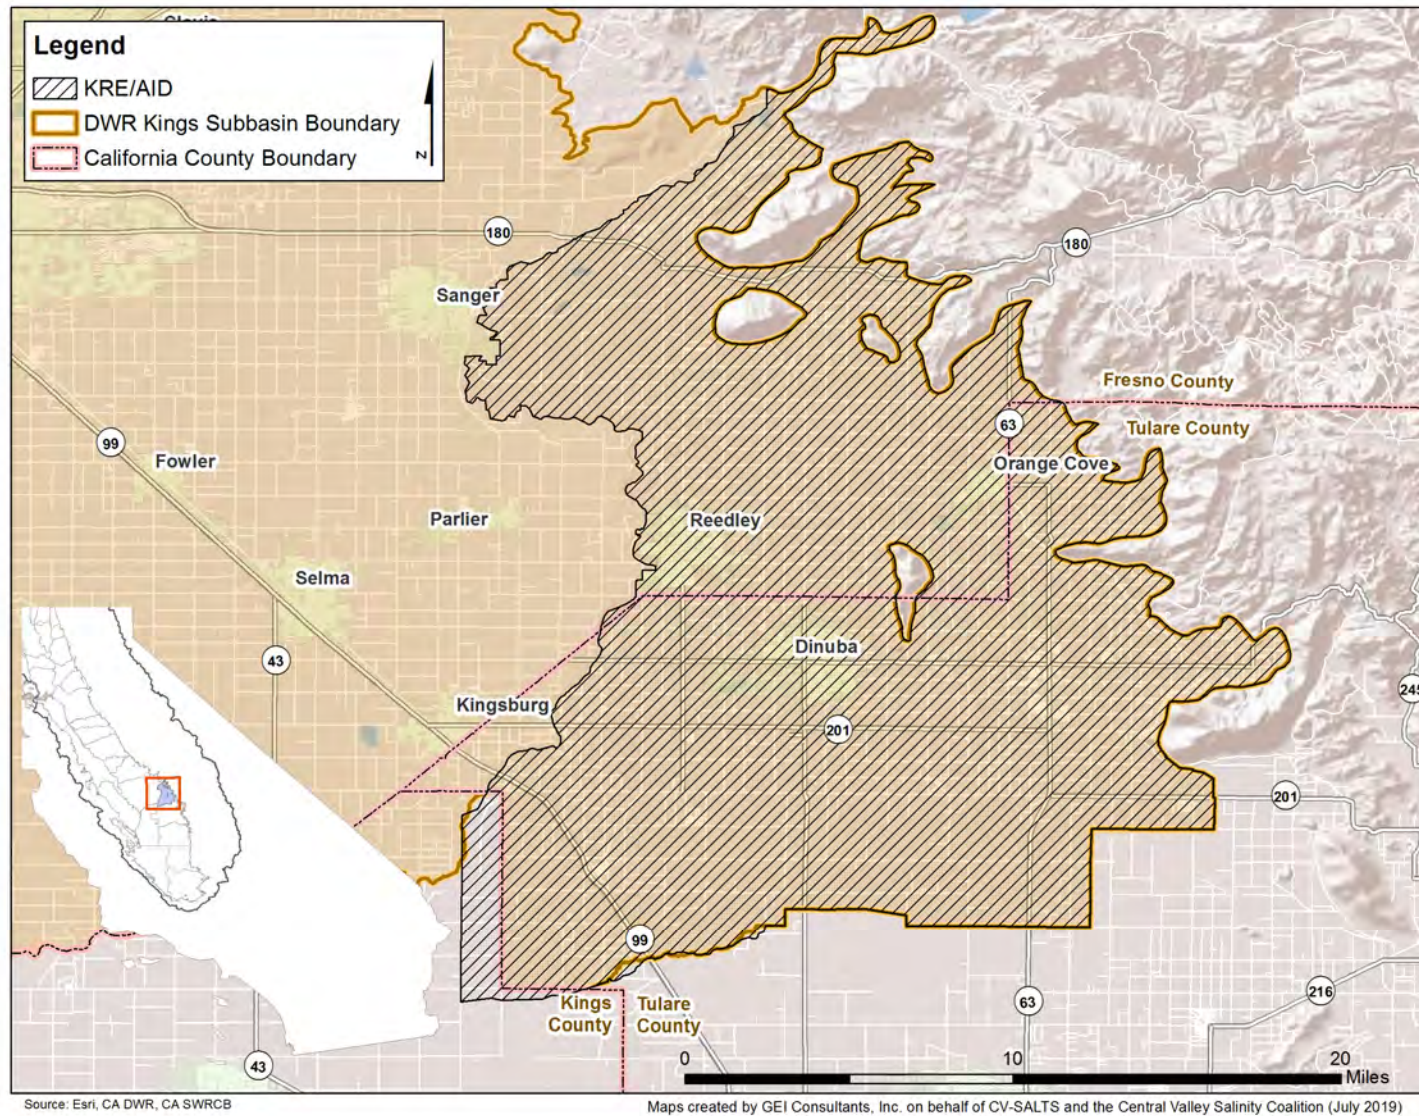 Clovis
Legend
KRE/AID
DWR Kings Subbasin Boundary
California County Boundary
N
180
180
Sanger
Fresno County
99
63
Tulare County
Fowler
Orange Cove
Parlier
Reedley
Selma
Dinuba
43
245
Kingsburg
201
201
99
216
Kings
County
Tulare
County
63
43
0
10
20
Miles
Source: Esri, CA DWR, CA SWRCB
Maps created by GEI Consultants, Inc. on behalf of CV-SALTS and the Central Valley Salinity Coalition (July 2019)